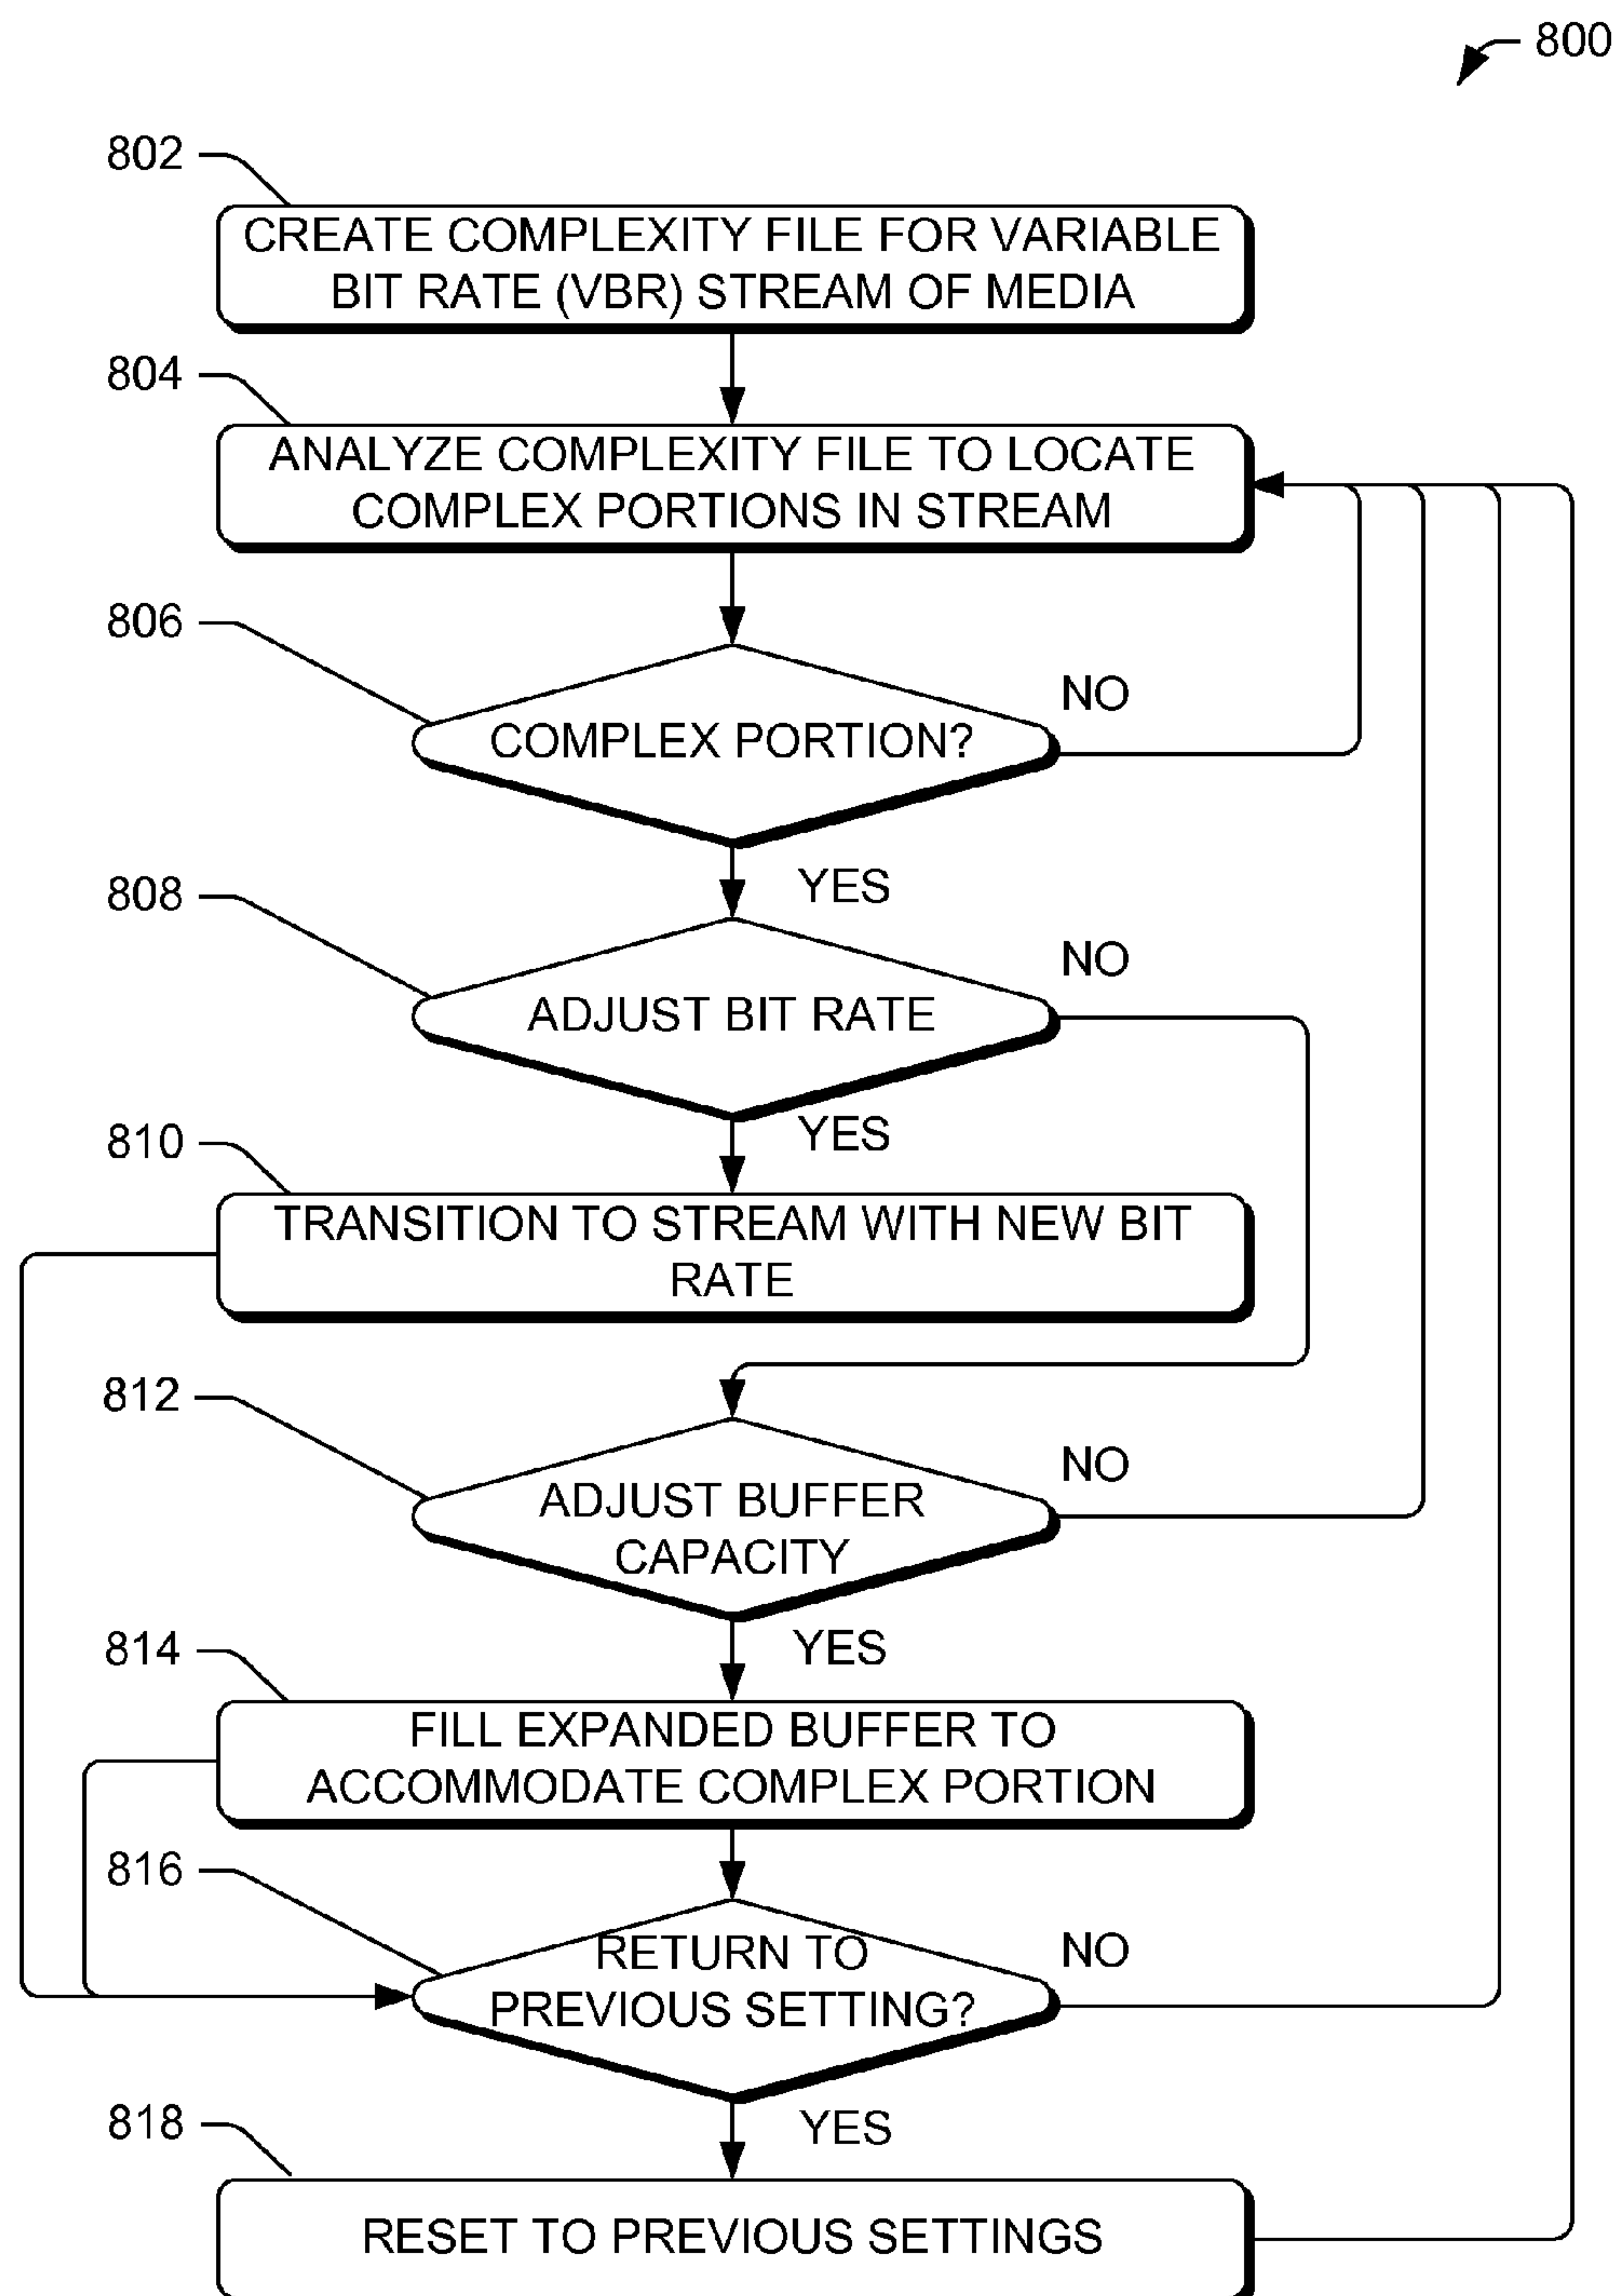 800
802
CREATE COMPLEXITY FILE FOR VARIABLE
BIT RATE (VBR) STREAM OF MEDIA
804
ANALYZE COMPLEXITY FILE TO LOCATE
COMPLEX PORTIONS IN STREAM
806
COMPLEX PORTION?
NO
YES
808
ADJUST BIT RATE
NO
YES
810
TRANSITION TO STREAM WITH NEW BIT
RATE
812
ADJUST BUFFER
CAPACITY
NO
YES
814
FILL EXPANDED BUFFER TO
ACCOMMODATE COMPLEX PORTION
816
RETURN TO
PREVIOUS SETTING?
NO
YES
818
RESET TO PREVIOUS SETTINGS